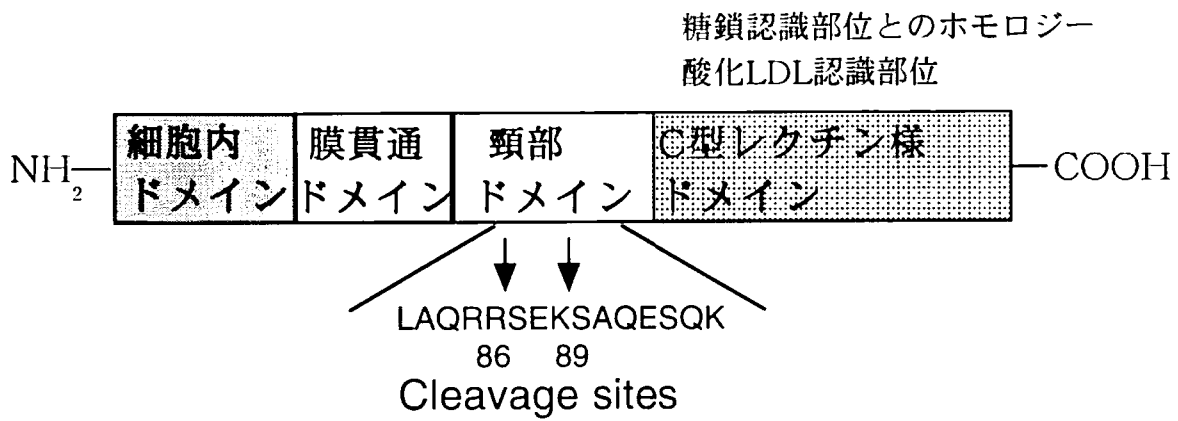 糖鎖認識部位とのホモロジー
酸化LDL認識部位
NH2
細胞内
ドメイン
膜貫通
ドメイン
頸部
ドメイン
C型レクチン様
ドメイン
COOH
LAQRRSEKSAQESQK
86 89
Cleavage sites